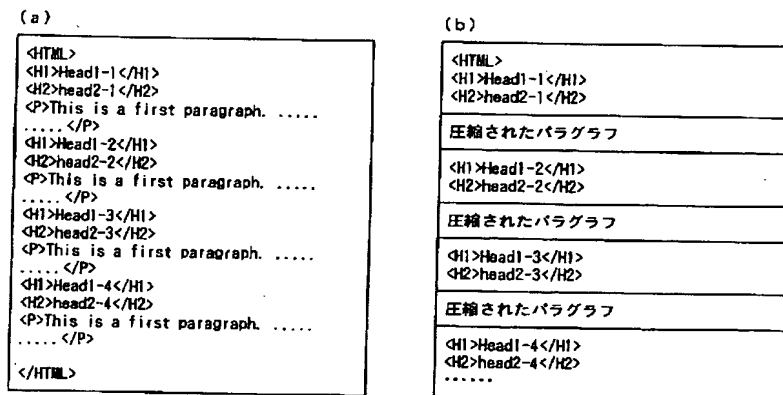 (a)
<HTML>
<H1>Head1-1</H1>
<H2>head2-1</H2>
<P>This is a first paragraph. .....
.....</P>
<H1>Head1-2</H1>
<H2>head2-2</H2>
<P>This is a first paragraph. .....
.....</P>
<H1>Head1-3</H1>
<H2>head2-3</H2>
<P>This is a first paragraph. .....
.....</P>
<H1>Head1-4</H1>
<H2>head2-4</H2>
<P>This is a first paragraph. .....
.....</P>
</HTML>
(b)
<HTML>
<H1>Head1-1</H1>
<H2>head2-1</H2>
圧縮されたパラグラフ
<H1>Head1-2</H1>
<H2>head2-2</H2>
圧縮されたパラグラフ
<H1>Head1-3</H1>
<H2>head2-3</H2>
圧縮されたパラグラフ
<H1>Head1-4</H1>
<H2>head2-4</H2>
......